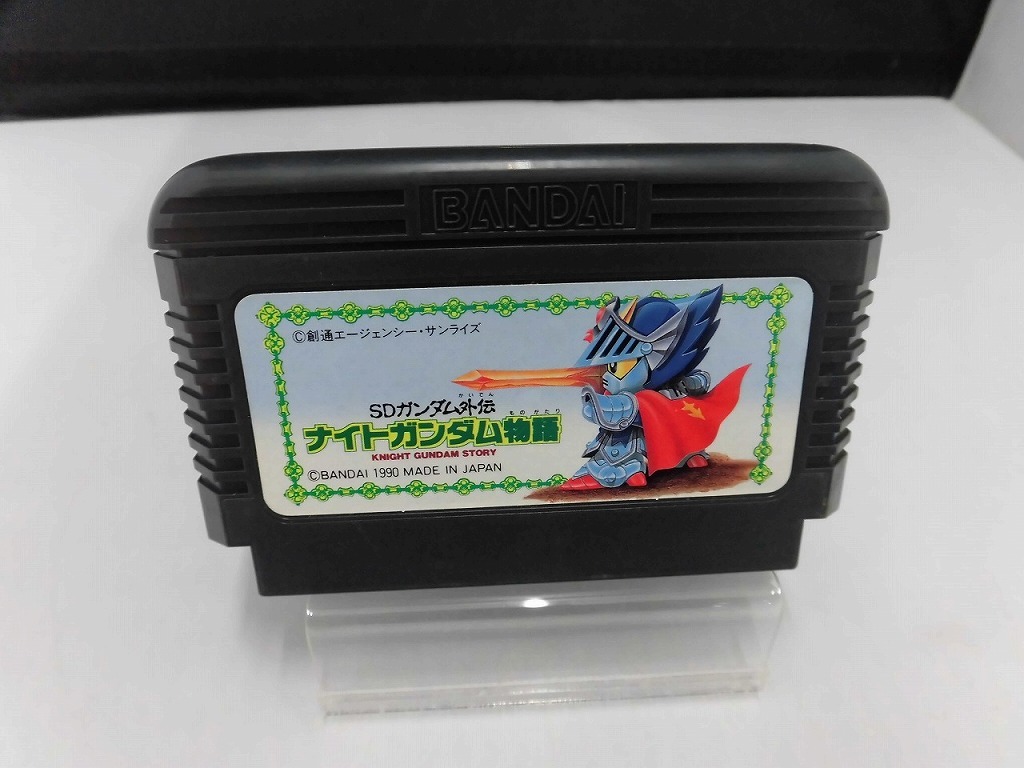 BANDAI
©創通エージェンシー・サンライズ
がいでん
SDガンダム外伝
ものがたり
ナイトガンダム物語
KNIGHT GUNDAM STORY
©BANDAI 1990 MADE IN JAPAN